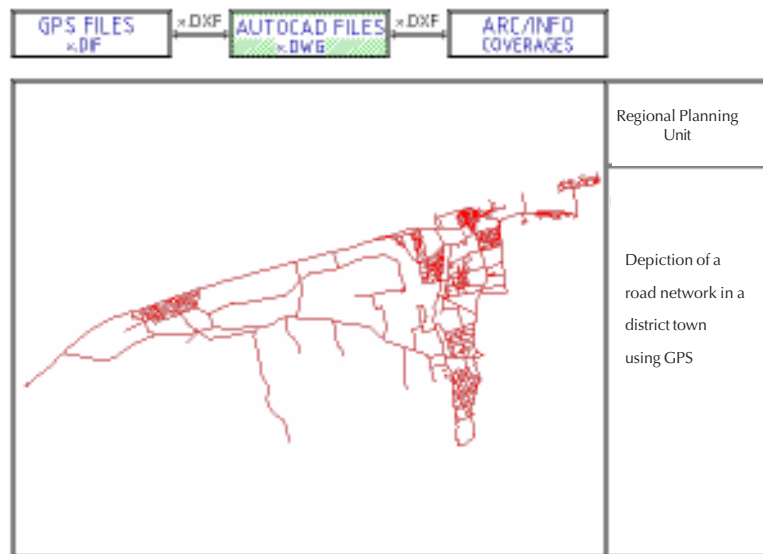 GPS FILES
*.DIF
*.DXF
AUTOCAD FILES
*.DWG
*.DXF
ARC/INFO
COVERAGES
Regional Planning
Unit
Depiction of a
road network in a
district town
using GPS